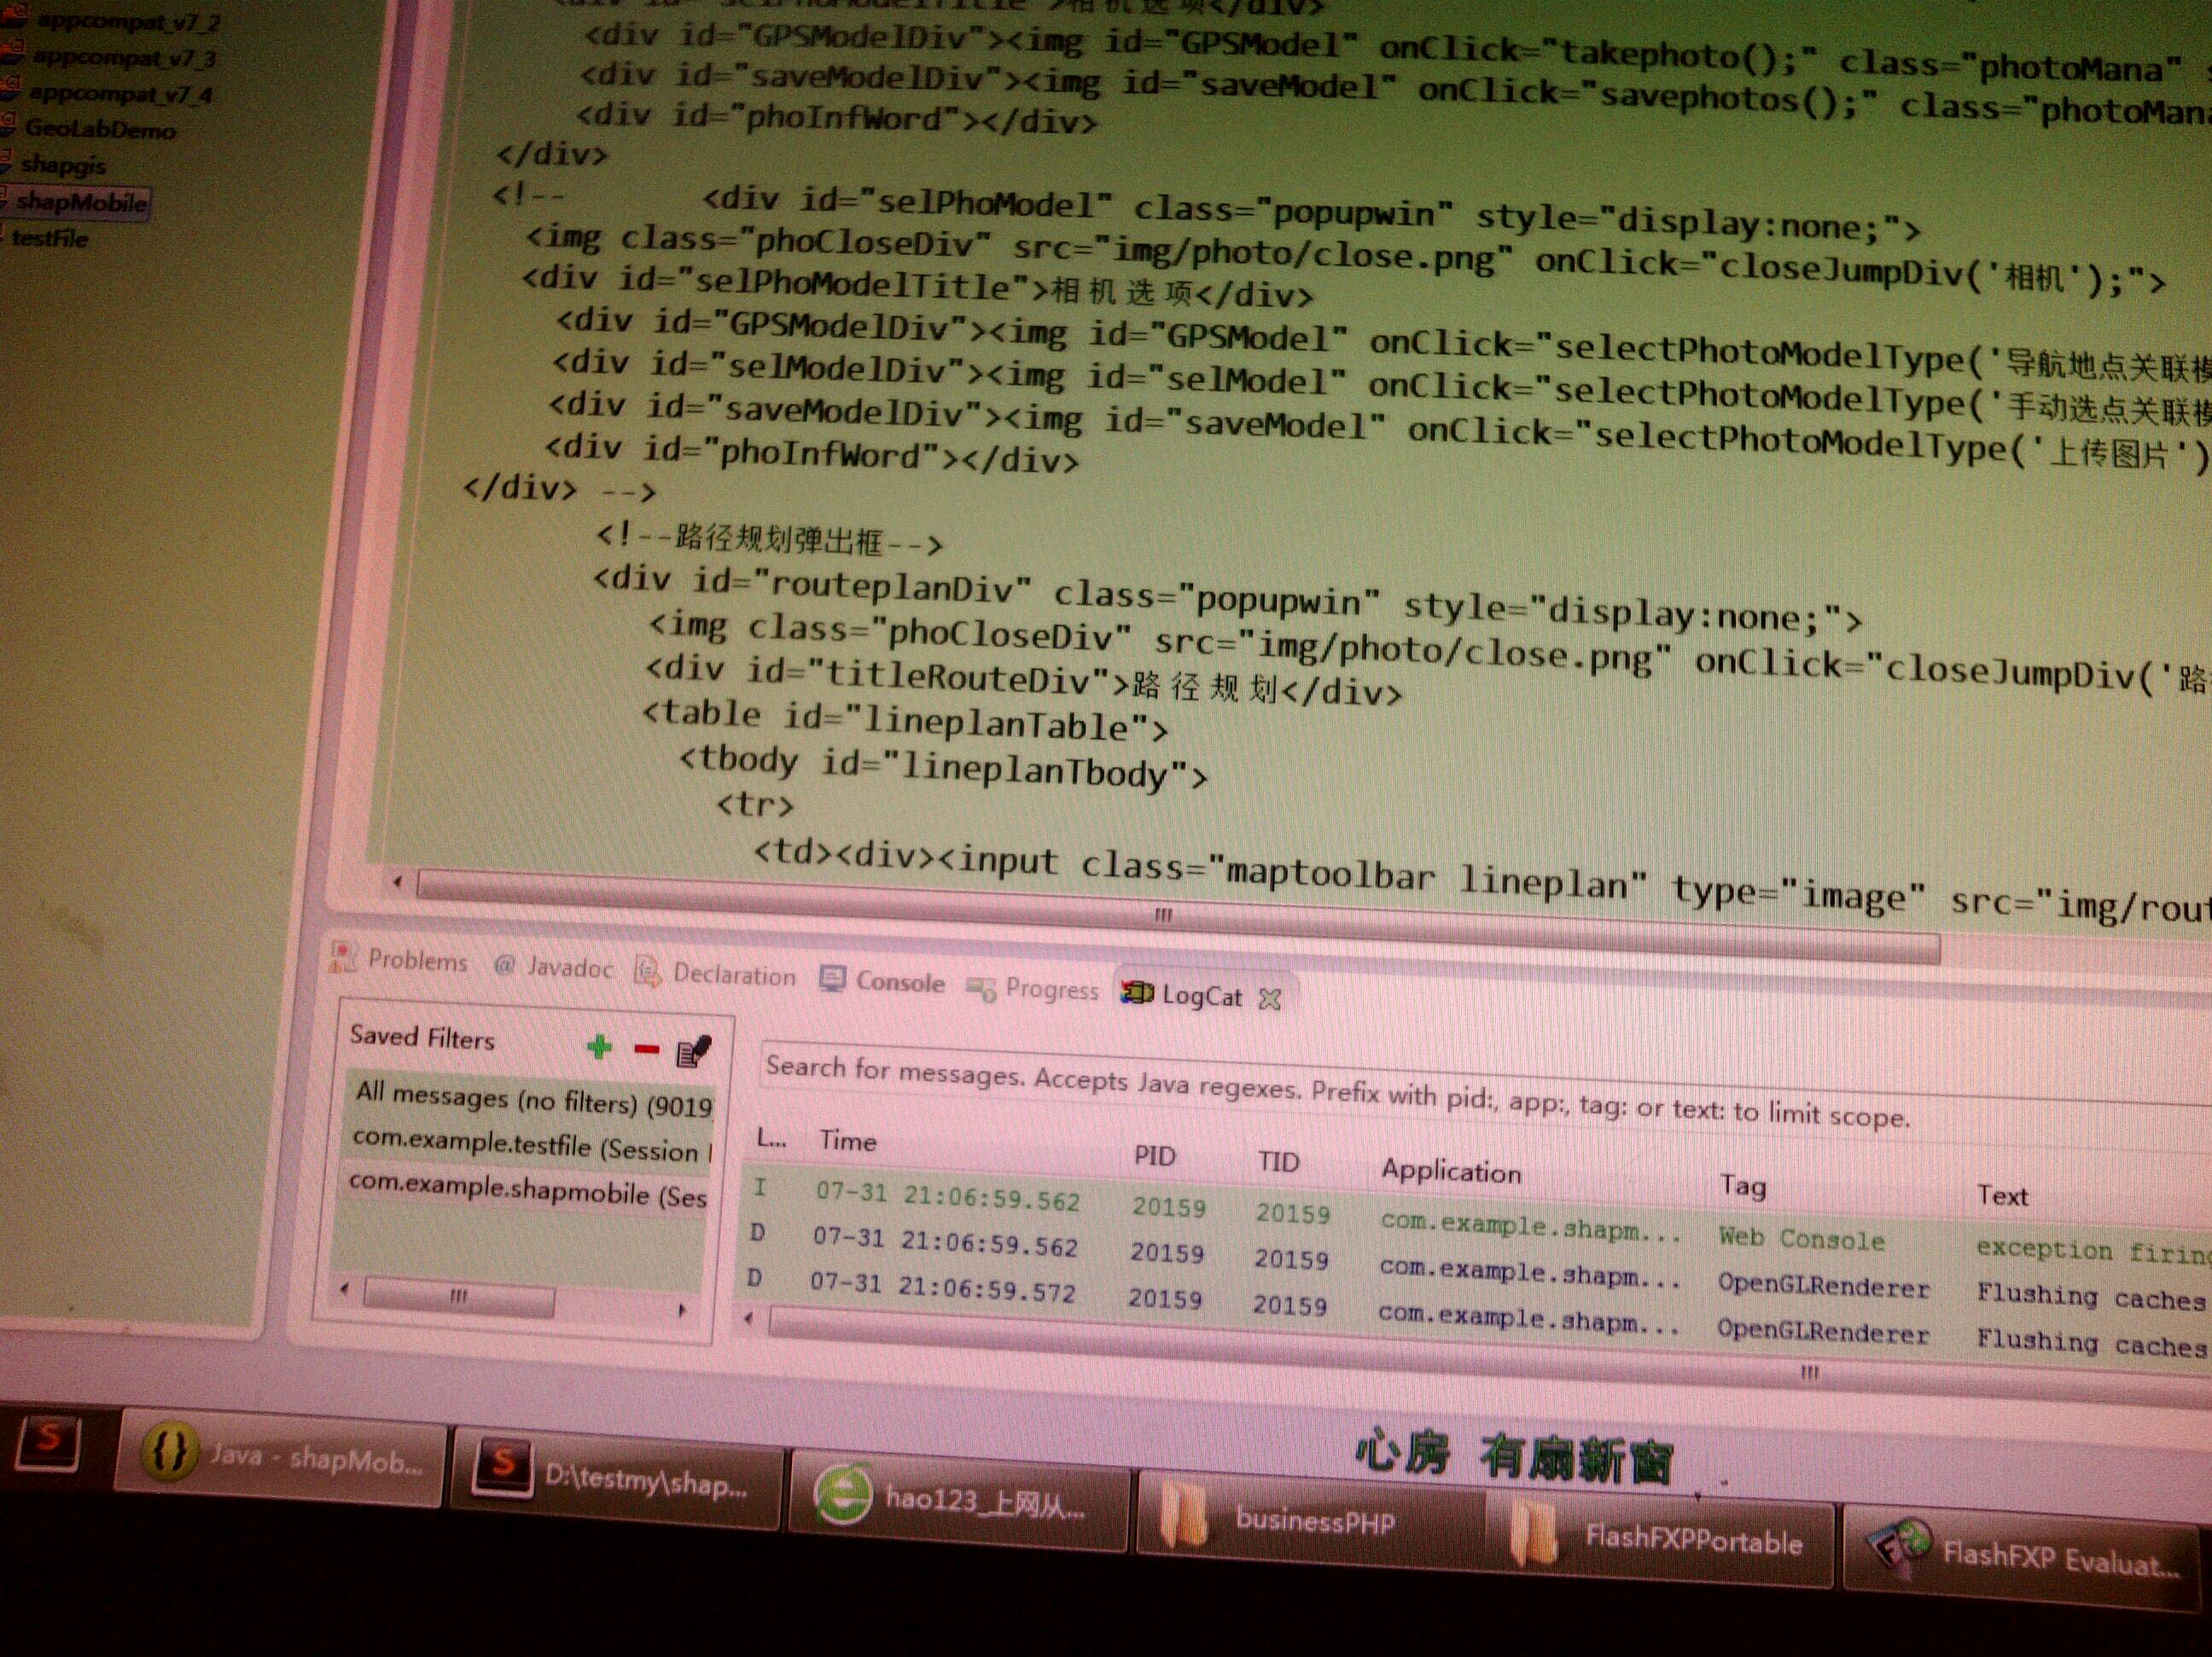 appcompat_v7_2
appcompat_v7_3
appcompat_v7_4
GeoLabDemo
shapgis
shapMobile
testFile
相 机 选 项</div>
<div id="GPSModelDiv"><img id="GPSModel" onClick="takephoto();" class="photoMana"
<div id="saveModelDiv"><img id="saveModel" onClick="savephotos();" class="photoMana
<div id="phoInfWord"></div>
</div>
<!-- <div id="selPhoModel" class="popupwin" style="display:none;">
<img class="phoCloseDiv" src="img/photo/close.png" onClick="closeJumpDiv('相机');">
<div id="selPhoModelTitle">相 机 选 项</div>
<div id="GPSModelDiv"><img id="GPSModel" onClick="selectPhotoModelType('导航地点关联模
<div id="selModelDiv"><img id="selModel" onClick="selectPhotoModelType('手动选点关联模
<div id="saveModelDiv"><img id="saveModel" onClick="selectPhotoModelType('上传图片')
<div id="phoInfWord"></div>
</div> -->
<!--路径规划弹出框-->
<div id="routeplanDiv" class="popupwin" style="display:none;">
<img class="phoCloseDiv" src="img/photo/close.png" onClick="closeJumpDiv('路
<div id="titleRouteDiv">路 径 规 划</div>
<table id="lineplanTable">
<tbody id="lineplanTbody">
<tr>
<td><div><input class="maptoolbar lineplan" type="image" src="img/rout
Problems @ Javadoc Declaration Console Progress LogCat
Saved Filters
All messages (no filters) (9019
com.example.testfile (Session
com.example.shapmobile (Ses
Search for messages. Accepts Java regexes. Prefix with pid:, app:, tag: or text: to limit scope.
L... Time PID TID Application Tag Text
I 07-31 21:06:59.562 20159 20159 com.example.shapm... Web Console exception firing
D 07-31 21:06:59.562 20159 20159 com.example.shapm... OpenGLRenderer Flushing caches
D 07-31 21:06:59.572 20159 20159 com.example.shapm... OpenGLRenderer Flushing caches
心房 有扇新窗
Java - shapMob... D:\testmy\shap... hao123_上网从... businessPHP FlashFXPPortable FlashFXP Evaluat...